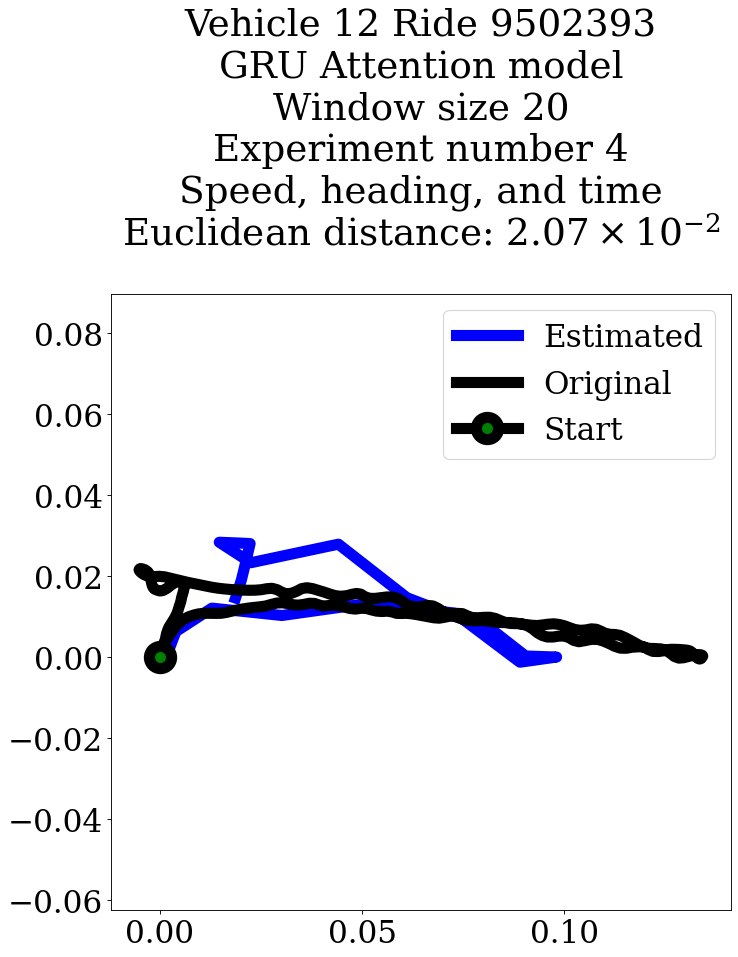 Vehicle 12 Ride 9502393
GRU Attention model
Window size 20
Experiment number 4
Speed, heading, and time
Euclidean distance: 2.07 × 10⁻²
Estimated
Original
Start
0.08
0.06
0.04
0.02
0.00
−0.02
−0.04
−0.06
0.00 0.05 0.10